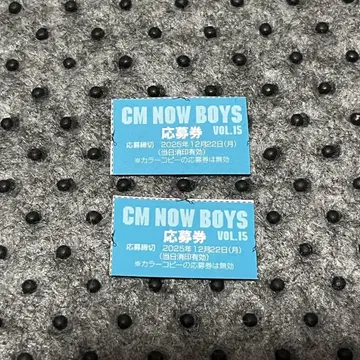 CM NOW BOYS
応募券 VOL.15
応募締切 2025年12月22日(月)
(当日消印有効)
※カラーコピーの応募券は無効
CM NOW BOYS
応募券 VOL.15
応募締切 2025年12月22日(月)
(当日消印有効)
※カラーコピーの応募券は無効